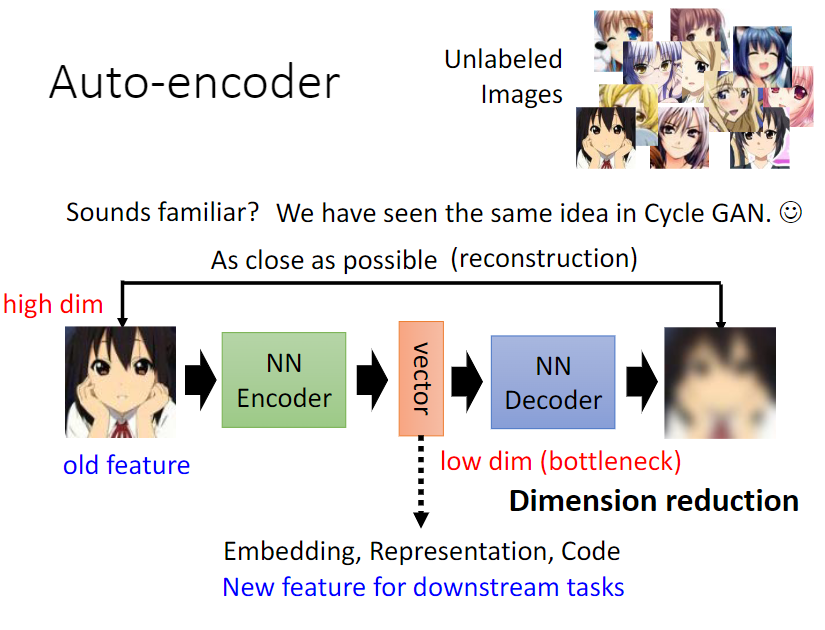 Auto-encoder
Unlabeled
Images
Sounds familiar? We have seen the same idea in Cycle GAN. ☺
As close as possible (reconstruction)
high dim
NN
Encoder
vector
NN
Decoder
old feature
low dim (bottleneck)
Dimension reduction
Embedding, Representation, Code
New feature for downstream tasks